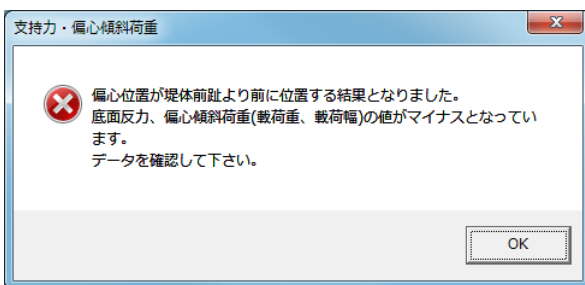 支持力・偏心傾斜荷重
偏心位置が堤体前趾より前に位置する結果となりました。
底面反力、偏心傾斜荷重(載荷重、載荷幅)の値がマイナスとなってい
ます。
データを確認して下さい。
OK